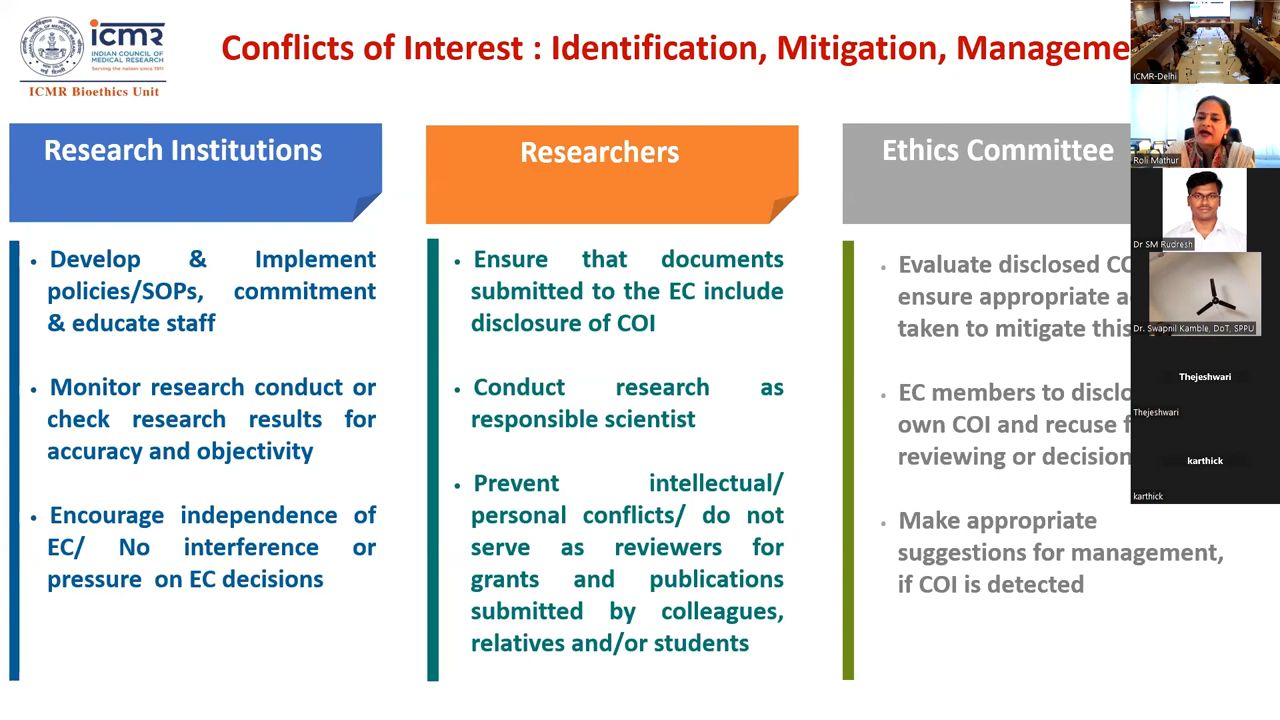 icmr
INDIAN COUNCIL OF
MEDICAL RESEARCH
Serving the nation since 1911
ICMR Bioethics Unit
Conflicts of Interest : Identification, Mitigation,
Research Institutions
• Develop & Implement
policies/SOPs, commitment
& educate staff
• Monitor research conduct or
check research results for
accuracy and objectivity
• Encourage independence of
EC/ No interference or
pressure on EC decisions
Researchers
• Ensure that documents
submitted to the EC include
disclosure of COI
• Conduct research as
responsible scientist
• Prevent intellectual/
personal conflicts/ do not
serve as reviewers for
grants and publications
submitted by colleagues,
relatives and/or students
Ethics Committee
• Evaluate disclosed
ensure appropriate
taken to mitigate this
• EC members to
own COI and recuse
reviewing or decision
• Make appropriate
suggestions for management,
if COI is detected
ICMR-Delhi
Roli Mathur
Dr SM Rudresh
Dr. Swapnil Kamble, DoT, SPPU
Thejeshwari
Thejeshwari
karthick
karthick